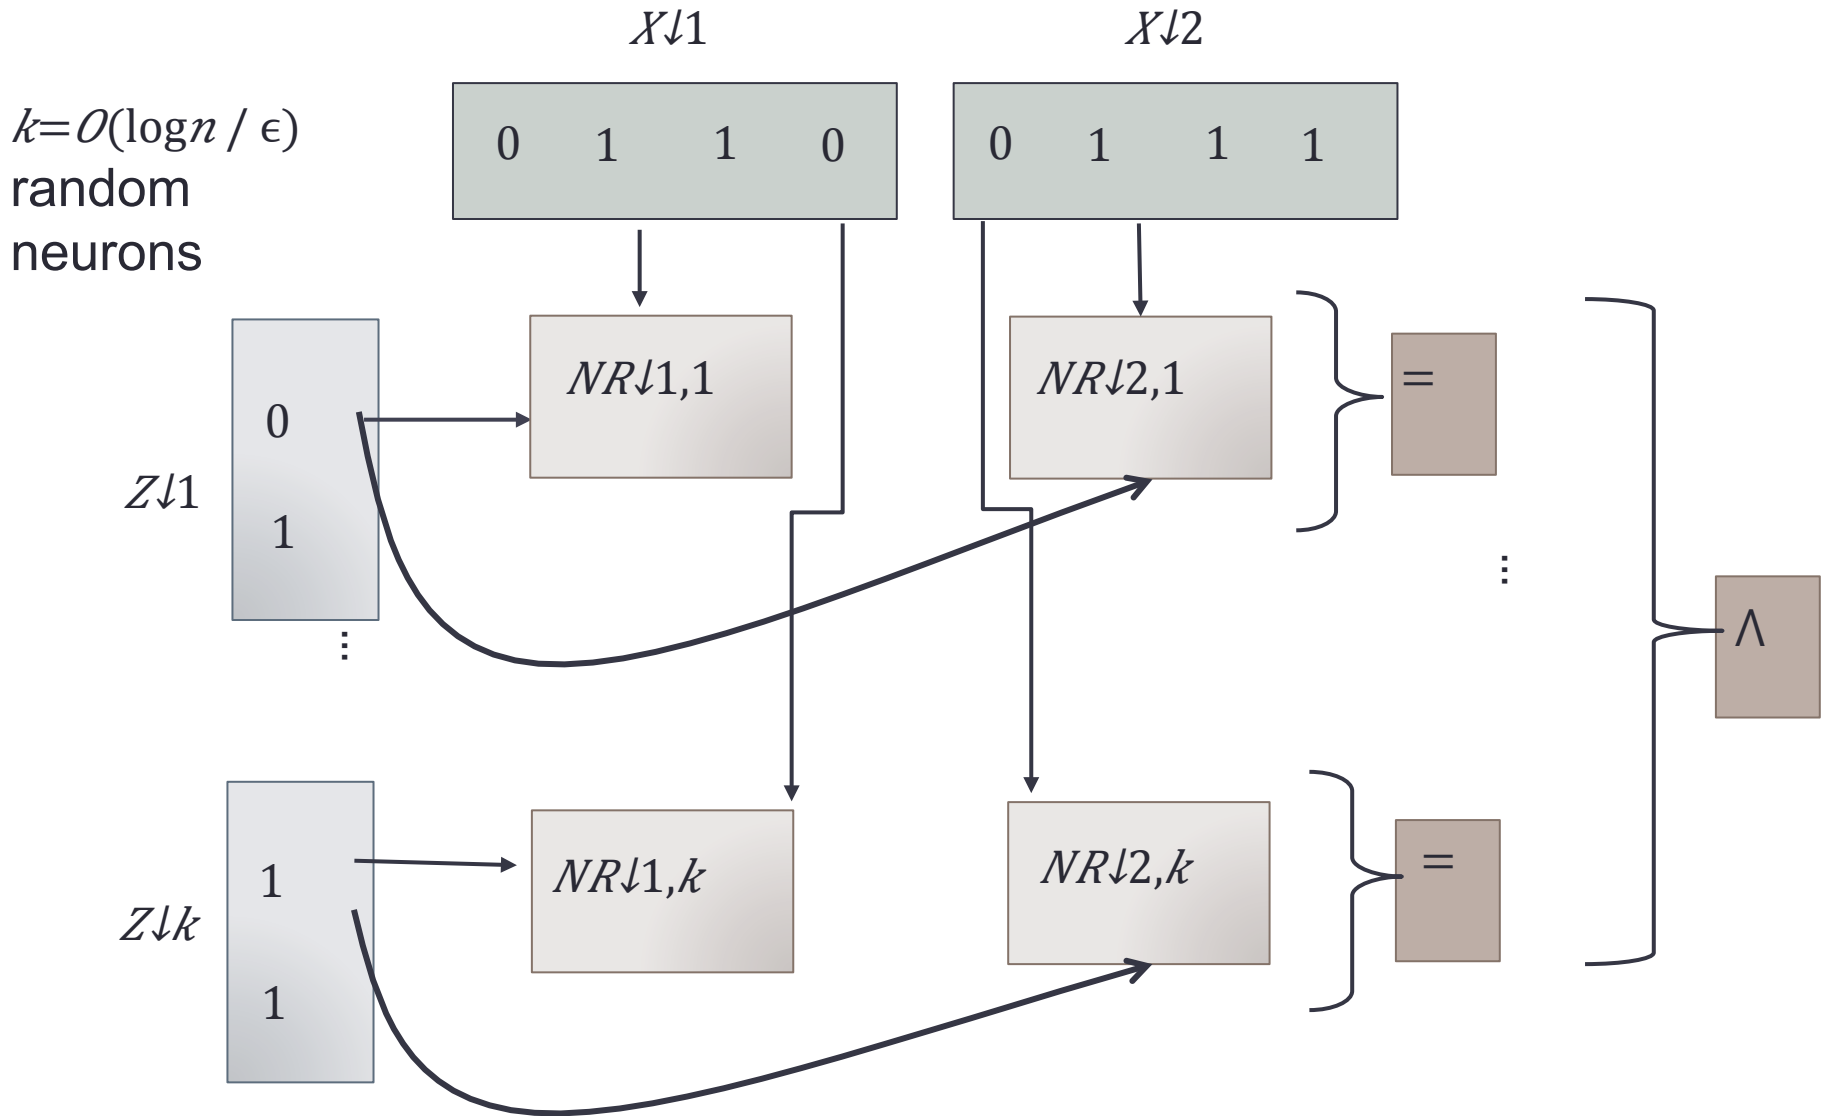 X↓1
X↓2
k=O(logn / ϵ)
random
neurons
0 1 1 0
0 1 1 1
NR↓1,1
NR↓2,1
=
0
Z↓1
1
⋮
⋮
∧
1
NR↓1,k
NR↓2,k
=
Z↓k
1